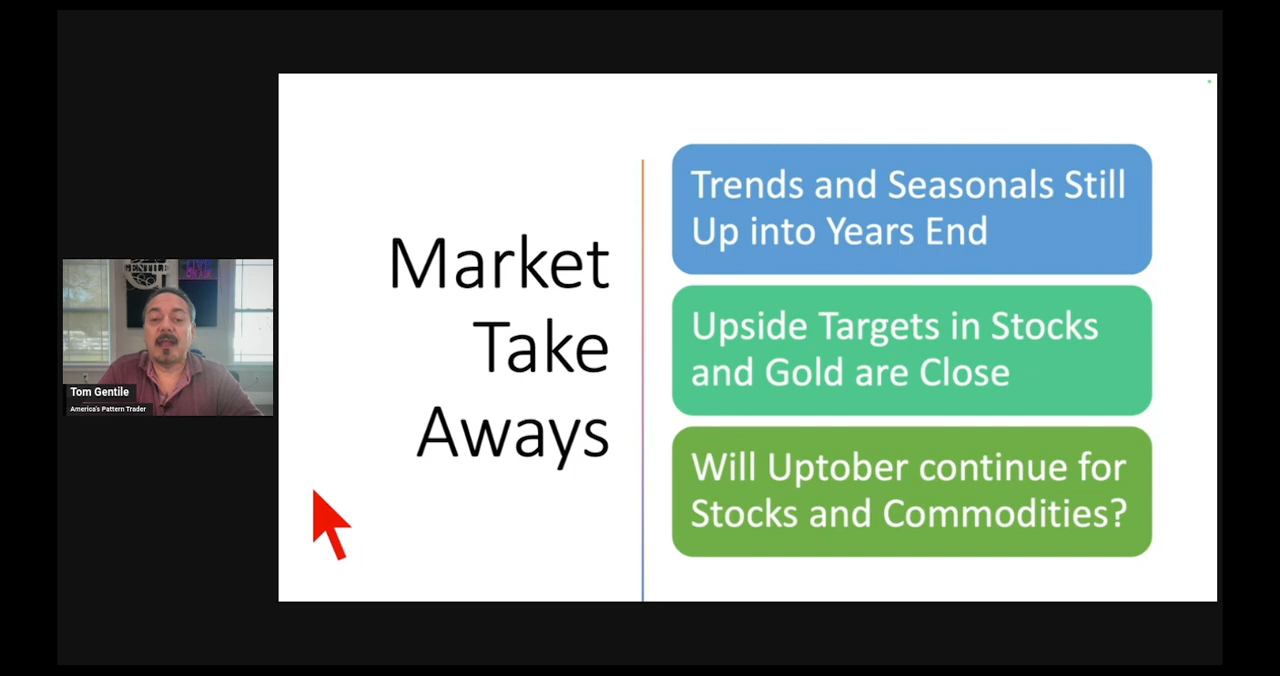 Market
Take
Aways
Trends and Seasonals Still
Up into Years End
Upside Targets in Stocks
and Gold are Close
Will Uptober continue for
Stocks and Commodities?
GENTILE
Tom Gentile
America's Pattern Trader